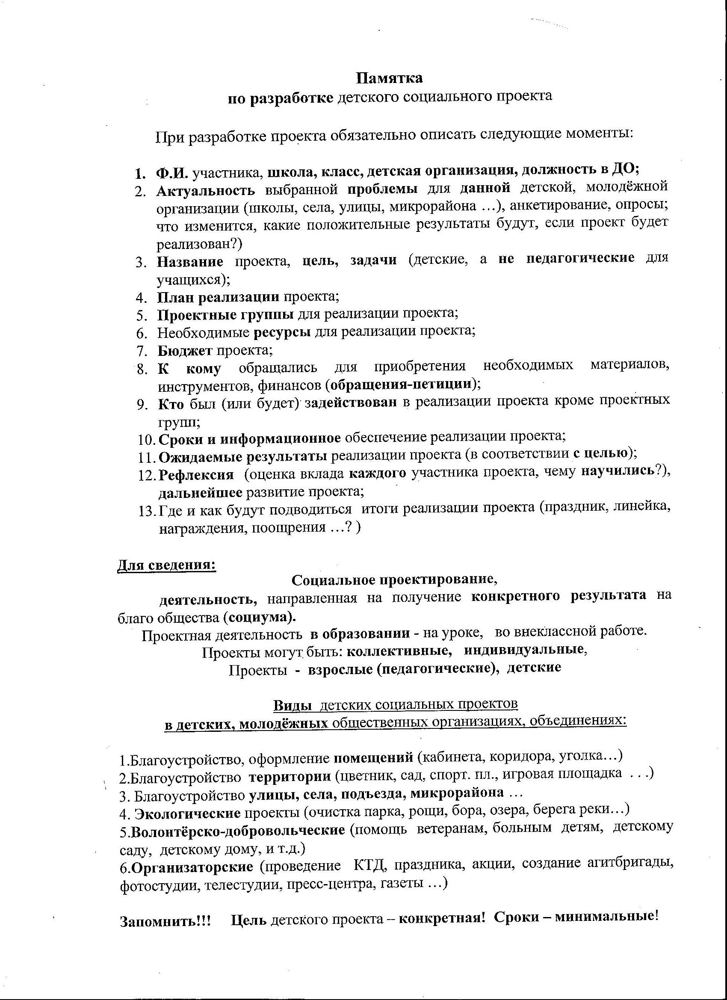 Памятка
по разработке детского социального проекта
При разработке проекта обязательно описать следующие моменты:
1. Ф.И. участника, школа, класс, детская организация, должность в ДО;
2. Актуальность выбранной проблемы для данной детской, молодёжной
организации (школы, села, улицы, микрорайона ...), анкетирование, опросы;
что изменится, какие положительные результаты будут, если проект будет
реализован?)
3. Название проекта, цель, задачи (детские, а не педагогические для
учащихся);
4. План реализации проекта;
5. Проектные группы для реализации проекта;
6. Необходимые ресурсы для реализации проекта;
7. Бюджет проекта;
8. К кому обращались для приобретения необходимых материалов,
инструментов, финансов (обращения-петиции);
9. Кто был (или будет) задействован в реализации проекта кроме проектных
групп;
10. Сроки и информационное обеспечение реализации проекта;
11. Ожидаемые результаты реализации проекта (в соответствии с целью);
12. Рефлексия (оценка вклада каждого участника проекта, чему научились?),
дальнейшее развитие проекта;
13. Где и как будут подводиться итоги реализации проекта (праздник, линейка,
награждения, поощрения ...? )
Для сведения:
Социальное проектирование,
деятельность, направленная на получение конкретного результата на
благо общества (социума).
Проектная деятельность в образовании - на уроке, во внеклассной работе.
Проекты могут быть: коллективные, индивидуальные,
Проекты - взрослые (педагогические), детские
Виды детских социальных проектов
в детских, молодёжных общественных организациях, объединениях:
1.Благоустройство, оформление помещений (кабинета, коридора, уголка...)
2.Благоустройство территории (цветник, сад, спорт. пл., игровая площадка . . .)
3. Благоустройство улицы, села, подъезда, микрорайона ...
4. Экологические проекты (очистка парка, рощи, бора, озера, берега реки...)
5.Волонтёрско-добровольческие (помощь ветеранам, больным детям, детскому
саду, детскому дому, и т.д.)
6.Организаторские (проведение КТД, праздника, акции, создание агитбригады,
фотостудии, телестудии, пресс-центра, газеты ...)
Запомнить!!! Цель детского проекта – конкретная! Сроки – минимальные!